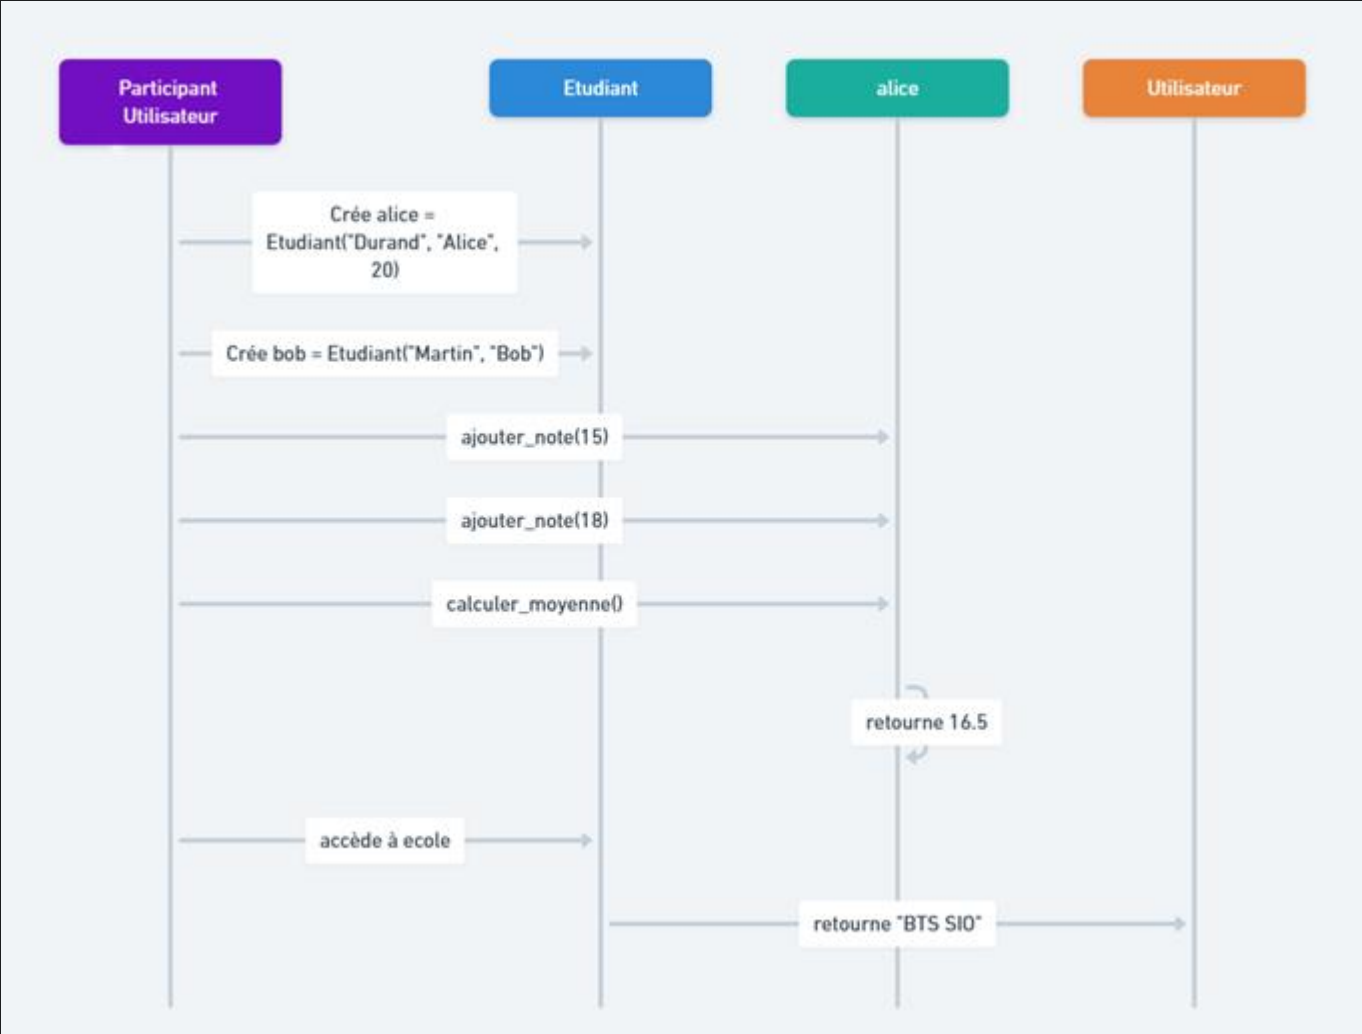 Participant
Utilisateur
Etudiant
alice
Utilisateur
Crée alice =
Etudiant("Durand", "Alice",
20)
Crée bob = Etudiant("Martin", "Bob")
ajouter_note(15)
ajouter_note(18)
calculer_moyenne()
retourne 16.5
accède à ecole
retourne "BTS SIO"